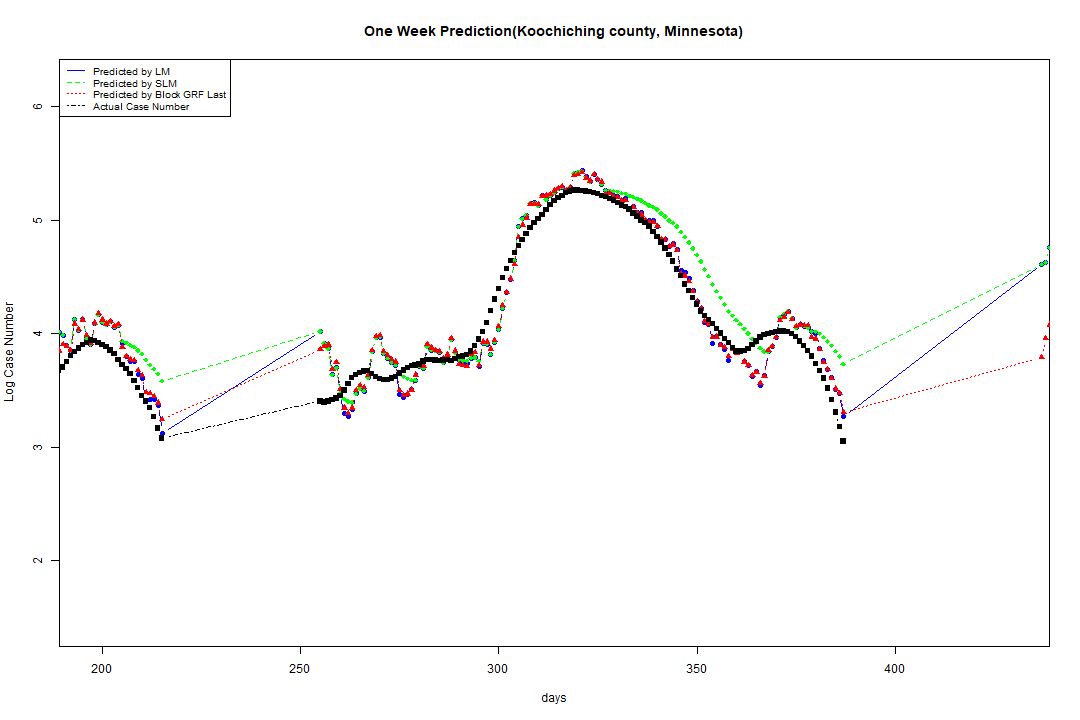 One Week Prediction(Koochiching county, Minnesota)
Predicted by LM
Predicted by SLM
Predicted by Block GRF Last
Actual Case Number
6
5
4
3
2
Log Case Number
200 250 300 350 400
days